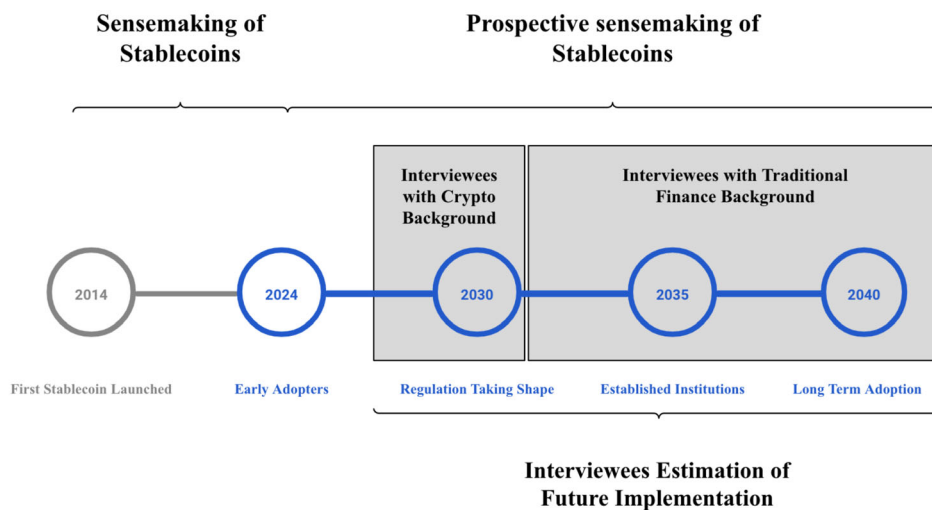 Sensemaking of
Stablecoins
Prospective sensemaking of
Stablecoins
Interviewees
with Crypto
Background
Interviewees with Traditional
Finance Background
2014
2024
2030
2035
2040
First Stablecoin Launched
Early Adopters
Regulation Taking Shape
Established Institutions
Long Term Adoption
Interviewees Estimation of
Future Implementation